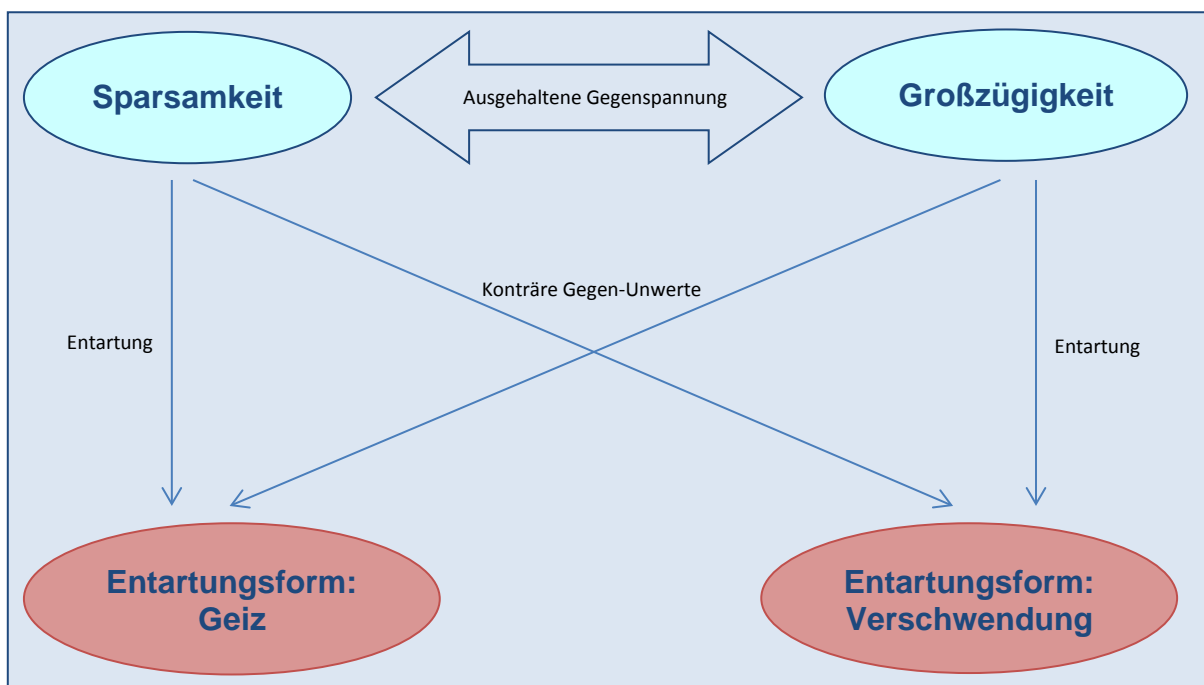 Sparsamkeit
Ausgehaltene Gegenspannung
Großzügigkeit
Konträre Gegen-Unwerte
Entartung
Entartung
Entartungsform:
Geiz
Entartungsform:
Verschwendung